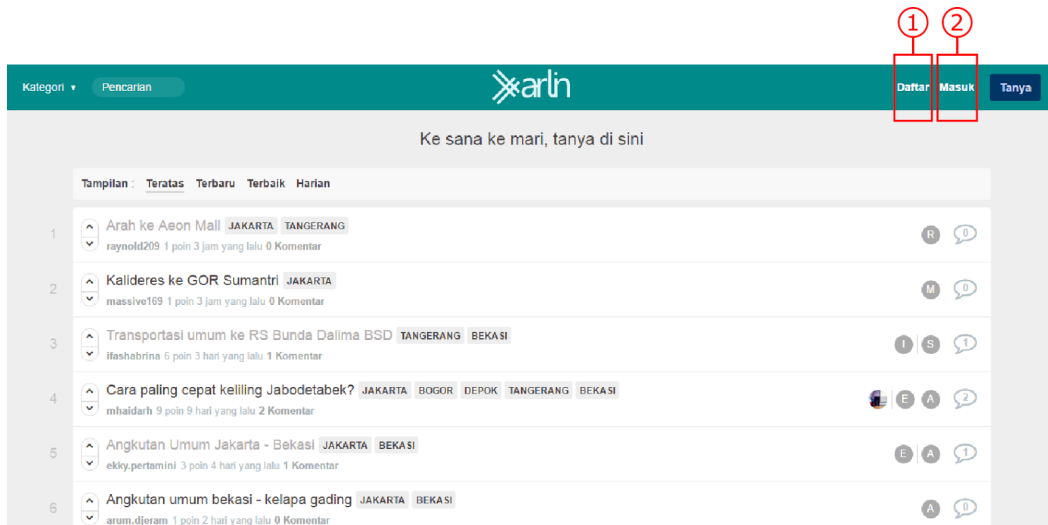 1 2
Kategori Pencarian arlin Daftar Masuk Tanya
Ke sana ke mari, tanya di sini
Tampilan : Teratas Terbaru Terbaik Harian
1 Arah ke Aeon Mall JAKARTA TANGERANG R 0
raynold209 1 poin 3 jam yang lalu 0 Komentar
2 Kalideres ke GOR Sumantri JAKARTA M 0
massive169 1 poin 3 jam yang lalu 0 Komentar
3 Transportasi umum ke RS Bunda Dalima BSD TANGERANG BEKASI I S 1
ifashabrina 6 poin 3 hari yang lalu 1 Komentar
4 Cara paling cepat keliling Jabodetabek? JAKARTA BOGOR DEPOK TANGERANG BEKASI E A 2
mhaidarh 9 poin 9 hari yang lalu 2 Komentar
5 Angkutan Umum Jakarta - Bekasi JAKARTA BEKASI E A 1
ekky.pertamini 3 poin 4 hari yang lalu 1 Komentar
6 Angkutan umum bekasi - kelapa gading JAKARTA BEKASI A 0
arum.djeram 1 poin 2 hari yang lalu 0 Komentar